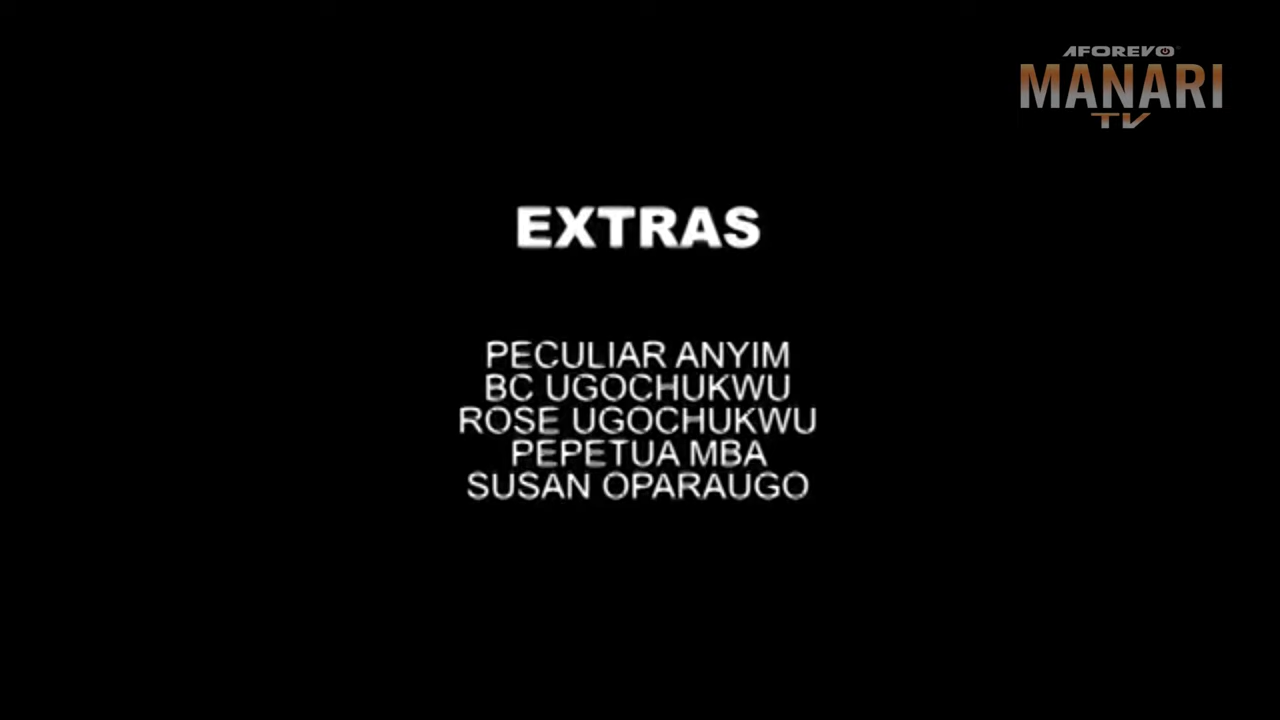 AFOREVO
MANARI
TV
EXTRAS
PECULIAR ANYIM
BC UGOCHUKWU
ROSE UGOCHUKWU
PEPETUA MBA
SUSAN OPARAUGO